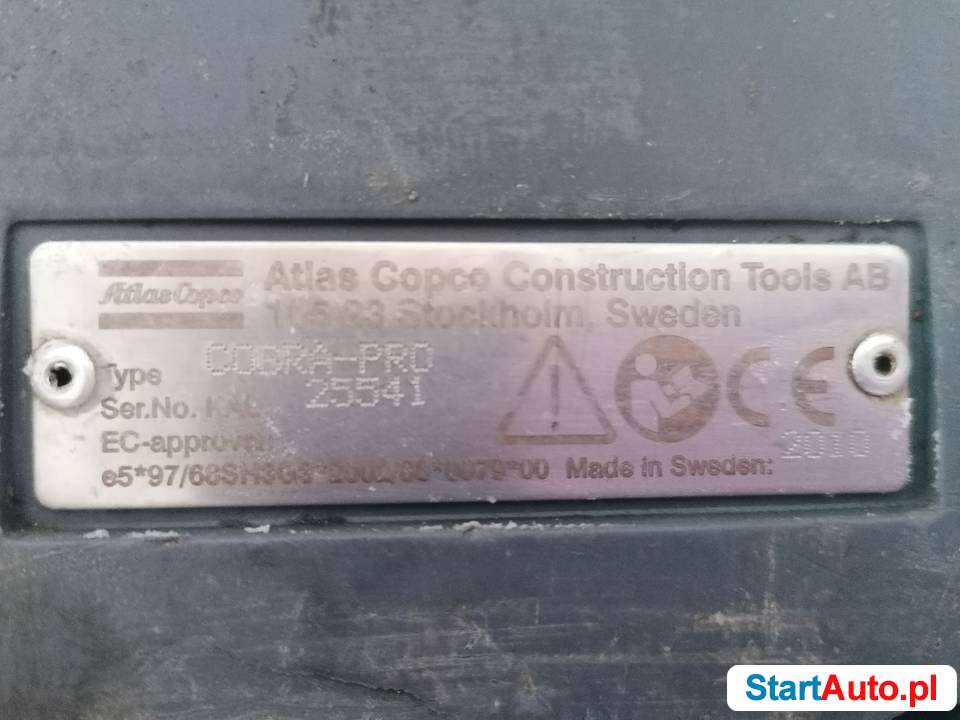 Atlas Copco
Atlas Copco Construction Tools AB
Stockholm, Sweden
Type COBRA-PRO
Ser.No. 25541
EC-approval:
Made in Sweden: 2010
StartAuto.pl